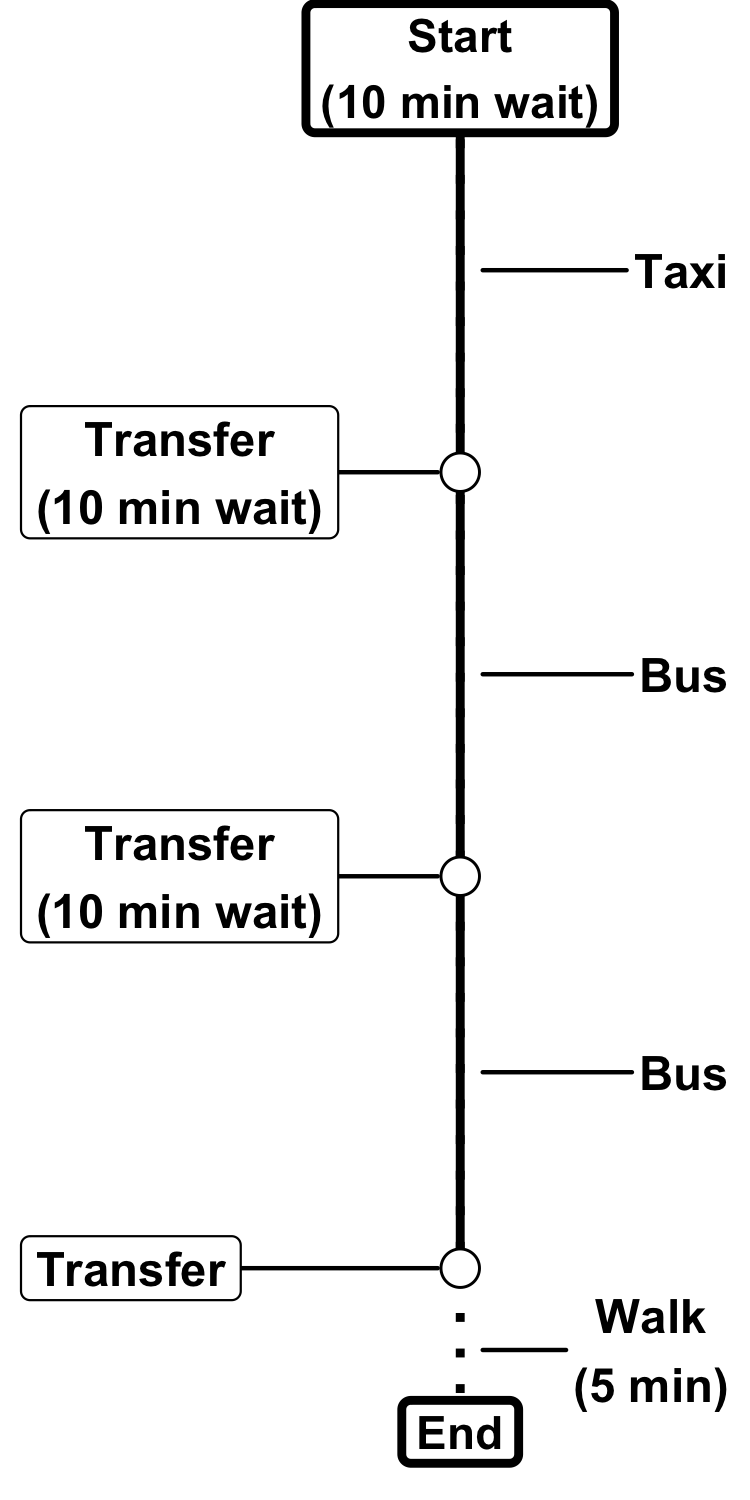 Start
(10 min wait)
Taxi
Transfer
(10 min wait)
Bus
Transfer
(10 min wait)
Bus
Transfer
Walk
(5 min)
End